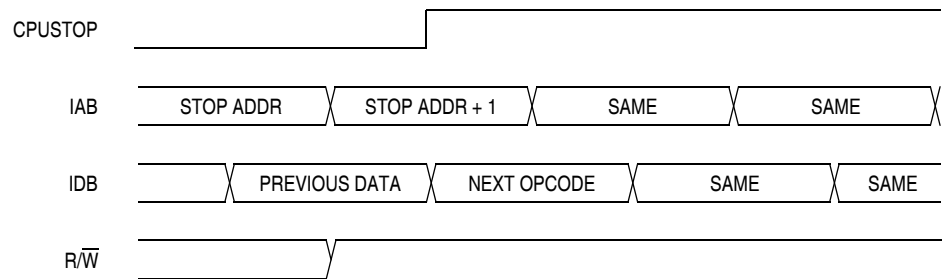 CPUSTOP
IAB STOP ADDR STOP ADDR + 1 SAME SAME
IDB PREVIOUS DATA NEXT OPCODE SAME SAME
R/W̅